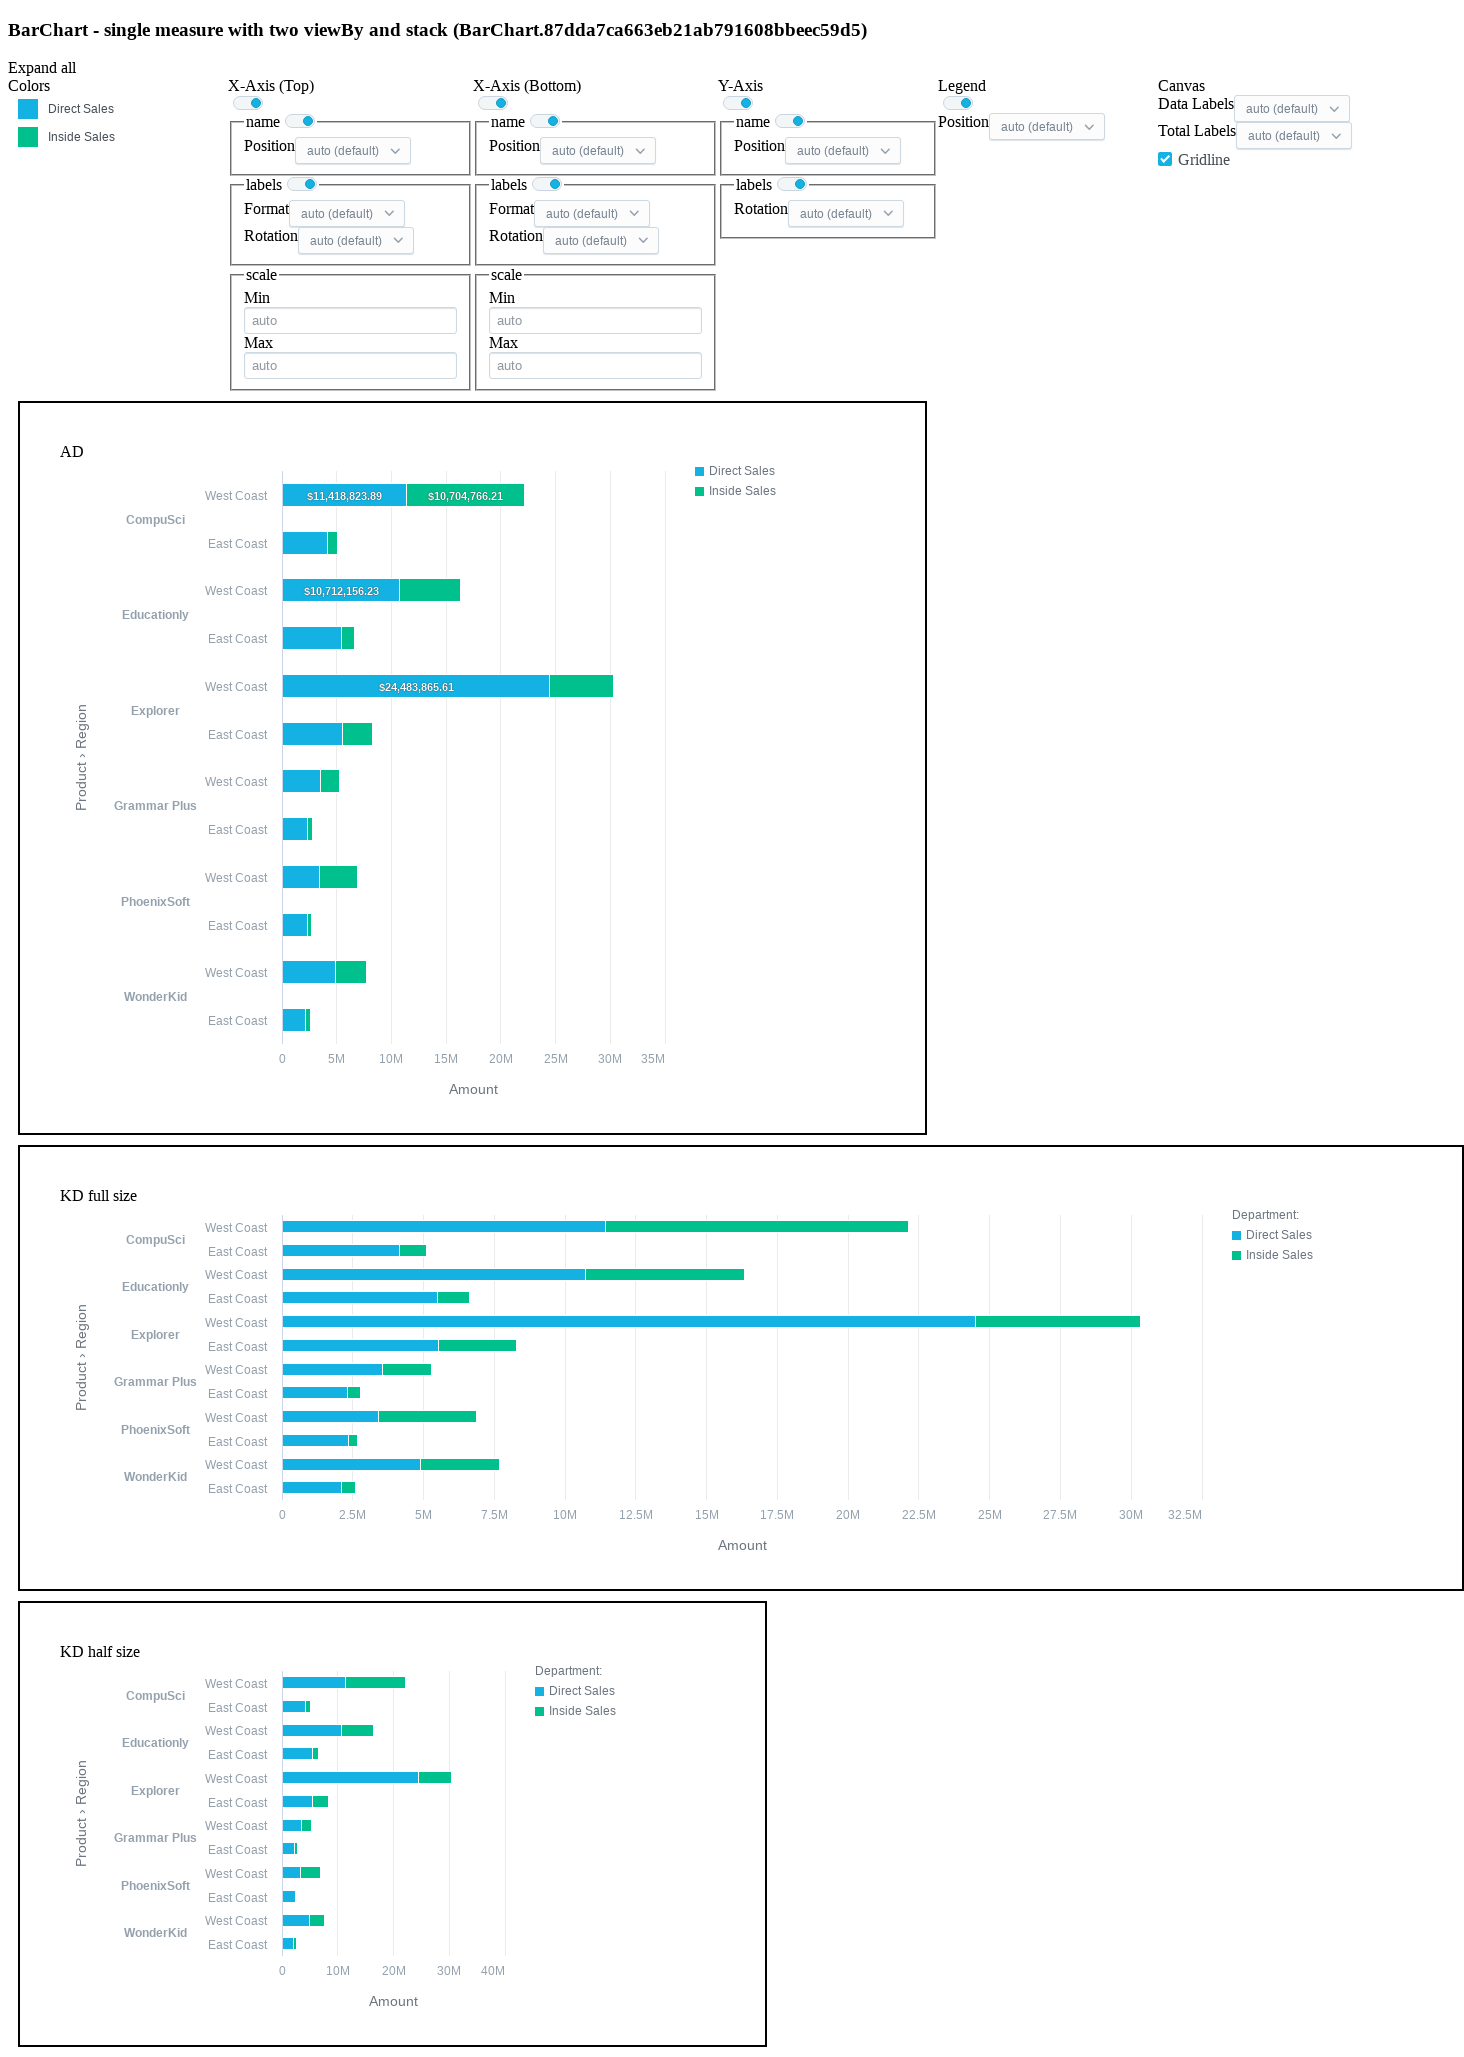 BarChart - single measure with two viewBy and stack (BarChart.87dda7ca663eb21ab791608bbeec59d5)
Expand all
Colors
Direct Sales
Inside Sales
X-Axis (Top)
name
Position auto (default)
labels
Format auto (default)
Rotation auto (default)
scale
Min
auto
Max
auto
X-Axis (Bottom)
name
Position auto (default)
labels
Format auto (default)
Rotation auto (default)
scale
Min
auto
Max
auto
Y-Axis
name
Position auto (default)
labels
Rotation auto (default)
Legend
Position auto (default)
Canvas
Data Labels auto (default)
Total Labels auto (default)
Gridline
AD
Product › Region
CompuSci
West Coast $11,418,823.89 $10,704,766.21
East Coast
Educationly
West Coast $10,712,156.23
East Coast
Explorer
West Coast $24,483,865.61
East Coast
Grammar Plus
West Coast
East Coast
PhoenixSoft
West Coast
East Coast
WonderKid
West Coast
East Coast
0 5M 10M 15M 20M 25M 30M 35M
Amount
Direct Sales
Inside Sales
KD full size
Product › Region
CompuSci
West Coast
East Coast
Educationly
West Coast
East Coast
Explorer
West Coast
East Coast
Grammar Plus
West Coast
East Coast
PhoenixSoft
West Coast
East Coast
WonderKid
West Coast
East Coast
0 2.5M 5M 7.5M 10M 12.5M 15M 17.5M 20M 22.5M 25M 27.5M 30M 32.5M
Amount
Department:
Direct Sales
Inside Sales
KD half size
Product › Region
CompuSci
West Coast
East Coast
Educationly
West Coast
East Coast
Explorer
West Coast
East Coast
Grammar Plus
West Coast
East Coast
PhoenixSoft
West Coast
East Coast
WonderKid
West Coast
East Coast
0 10M 20M 30M 40M
Amount
Department:
Direct Sales
Inside Sales